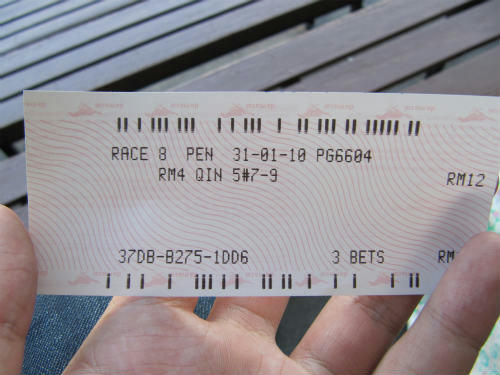 RACE 8 PEN 31-01-10 PG6604
RM4 QIN 5#7-9
RM12
37DB-B275-1DD6 3 BETS RM